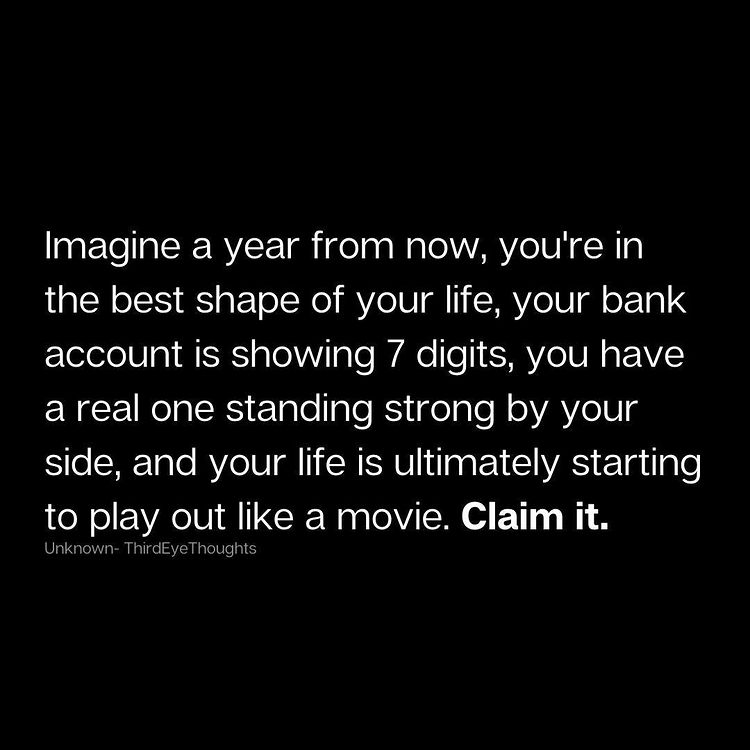 Imagine a year from now, you're in
the best shape of your life, your bank
account is showing 7 digits, you have
a real one standing strong by your
side, and your life is ultimately starting
to play out like a movie. Claim it.
Unknown- ThirdEyeThoughts